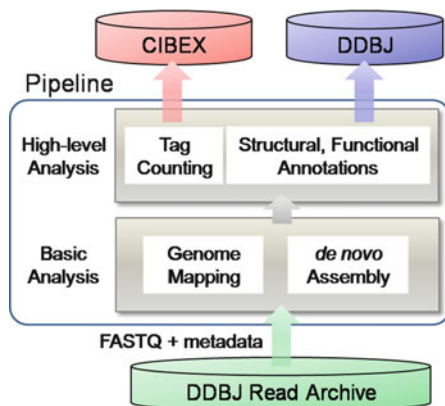 CIBEX
DDBJ
Pipeline
High-level
Analysis
Tag
Counting
Structural, Functional
Annotations
Basic
Analysis
Genome
Mapping
de novo
Assembly
FASTQ + metadata
DDBJ Read Archive